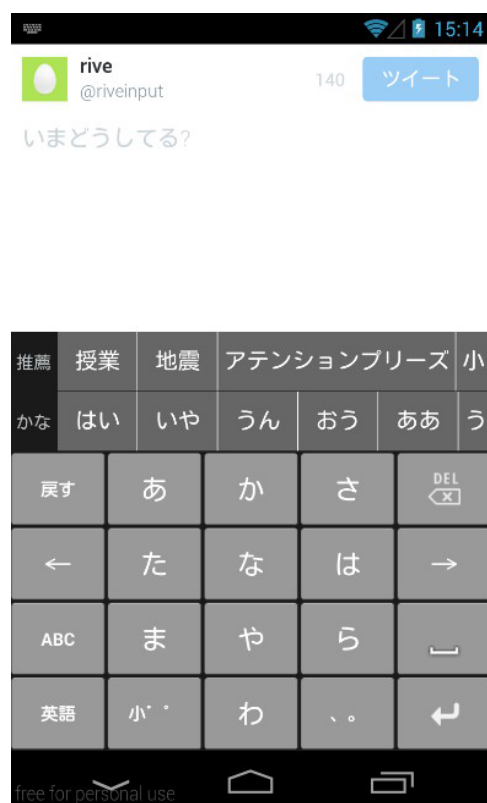 15:14
rive
@riveinput
140 ツイート
いまどうしてる?
推薦 授業 地震 アテンションプリーズ 小
かな はい いや うん おう ああ う
戻す あ か さ DEL
← た な は →
ABC ま や ら
英語 小゛゜ わ 、。
free for personal use